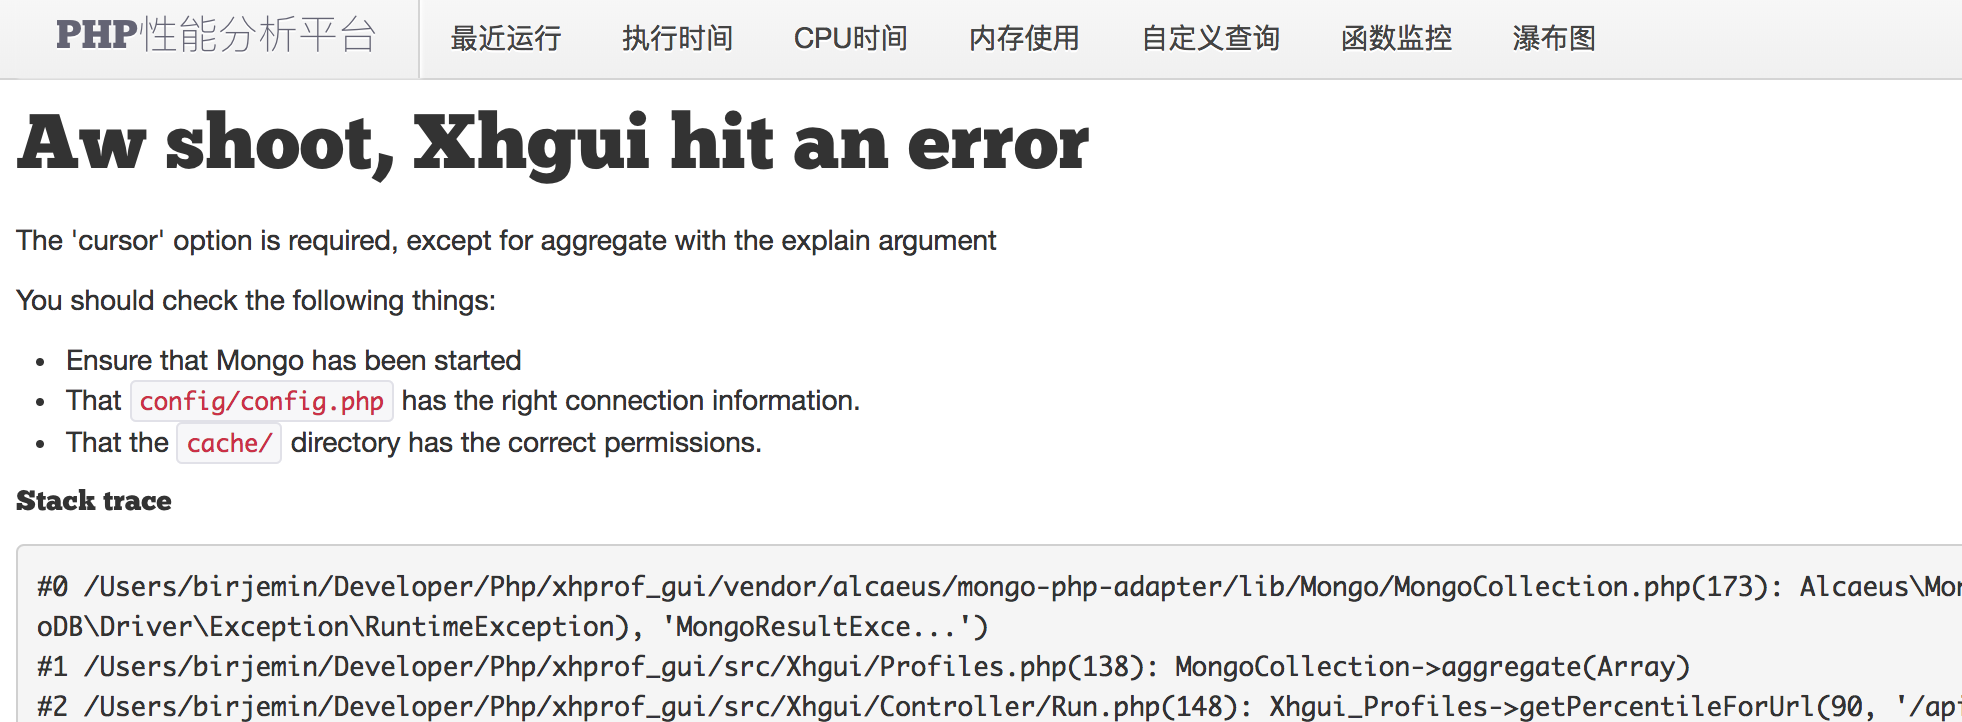 PHP性能分析平台 最近运行 执行时间 CPU时间 内存使用 自定义查询 函数监控 瀑布图
Aw shoot, Xhgui hit an error
The 'cursor' option is required, except for aggregate with the explain argument
You should check the following things:
• Ensure that Mongo has been started
• That config/config.php has the right connection information.
• That the cache/ directory has the correct permissions.
Stack trace
#0 /Users/birjemin/Developer/Php/xhprof_gui/vendor/alcaeus/mongo-php-adapter/lib/Mongo/MongoCollection.php(173): Alcaeus\Mon
oDB\Driver\Exception\RuntimeException), 'MongoResultExce...')
#1 /Users/birjemin/Developer/Php/xhprof_gui/src/Xhgui/Profiles.php(138): MongoCollection->aggregate(Array)
#2 /Users/birjemin/Developer/Php/xhprof_gui/src/Xhgui/Controller/Run.php(148): Xhgui_Profiles->getPercentileForUrl(90, '/api